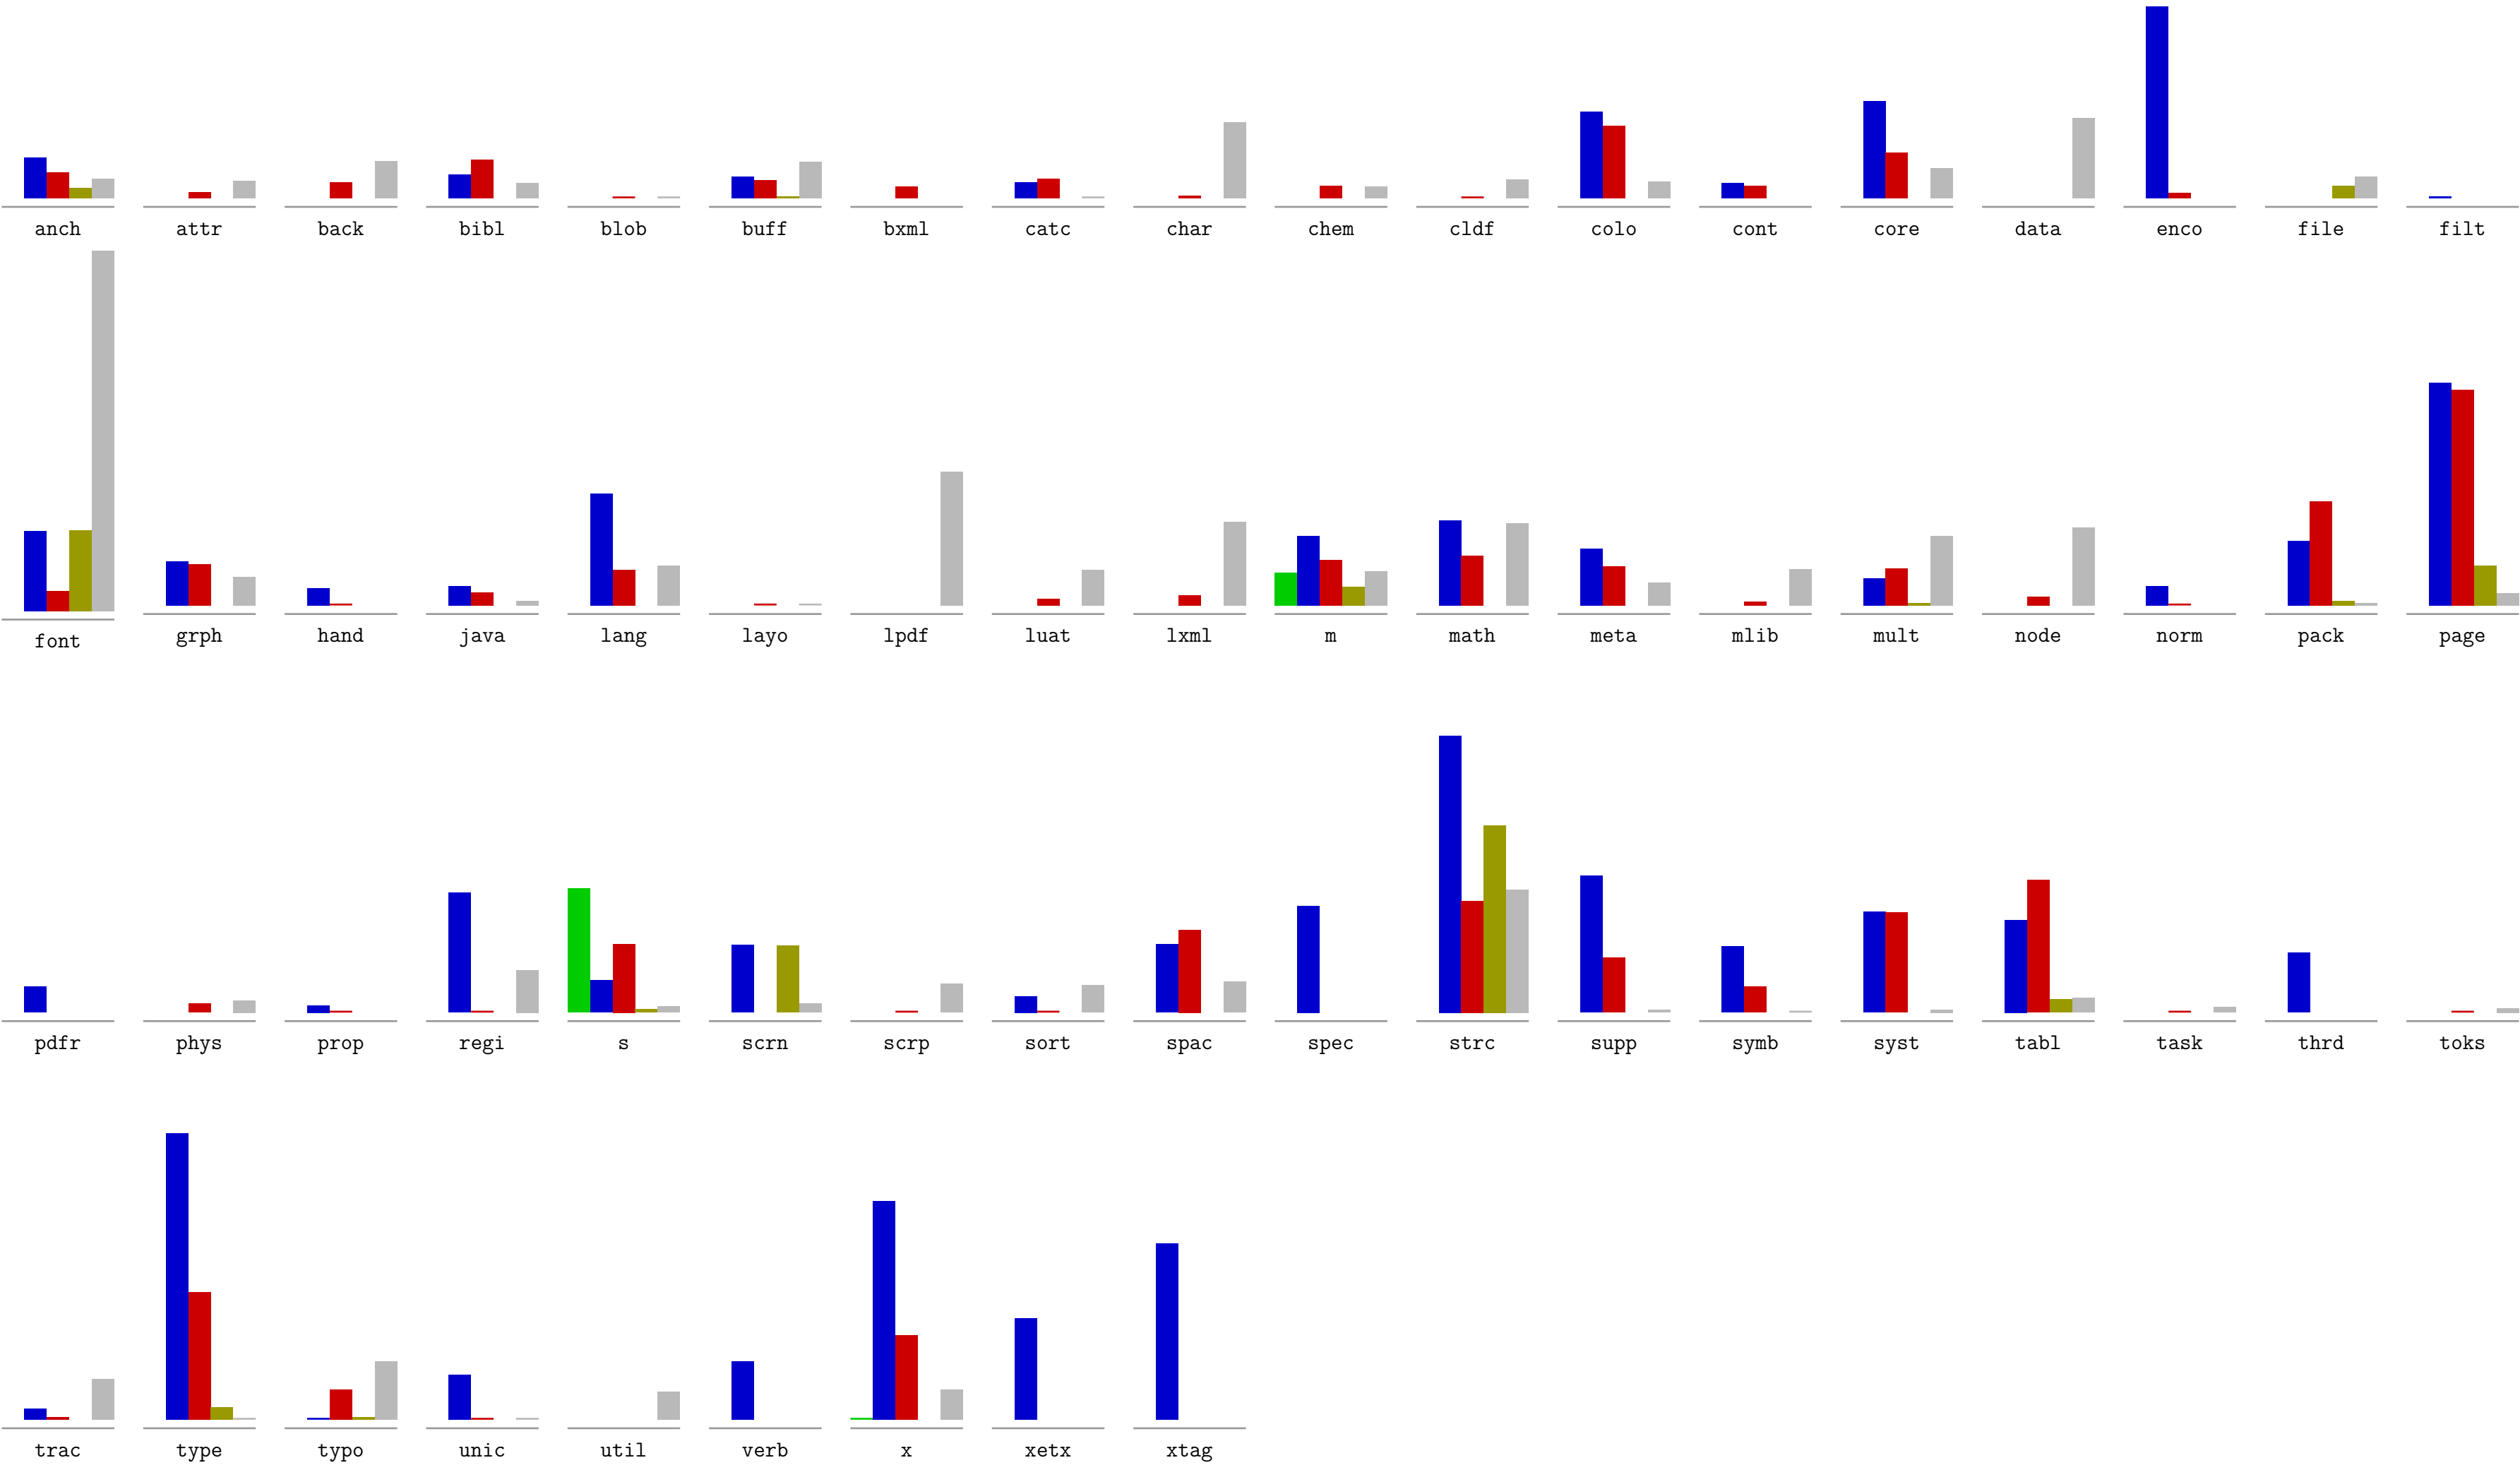 anch attr back bibl blob buff bxml catc char chem cldf colo cont core data enco file filt
font grph hand java lang layo lpdf luat lxml m math meta mlib mult node norm pack page
pdfr phys prop regi s scrn scrp sort spac spec strc supp symb syst tabl task thrd toks
trac type typo unic util verb x xetx xtag